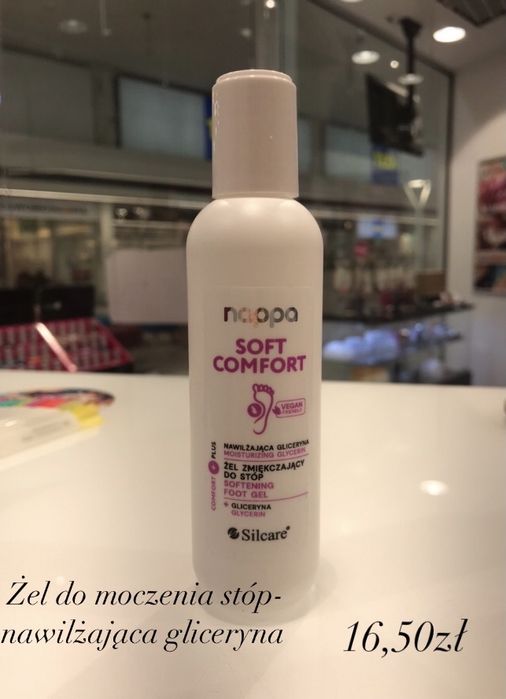 nappa
SOFT
COMFORT
VEGAN
FRIENDLY
COMFORT + PLUS
NAWILŻAJĄCA GLICERYNA
MOISTURIZING GLYCERIN
ŻEL ZMIĘKCZAJĄCY
DO STÓP
SOFTENING
FOOT GEL
+ GLICERYNA
GLYCERIN
Silcare®
Żel do moczenia stóp-
nawilżająca gliceryna
16,50zł